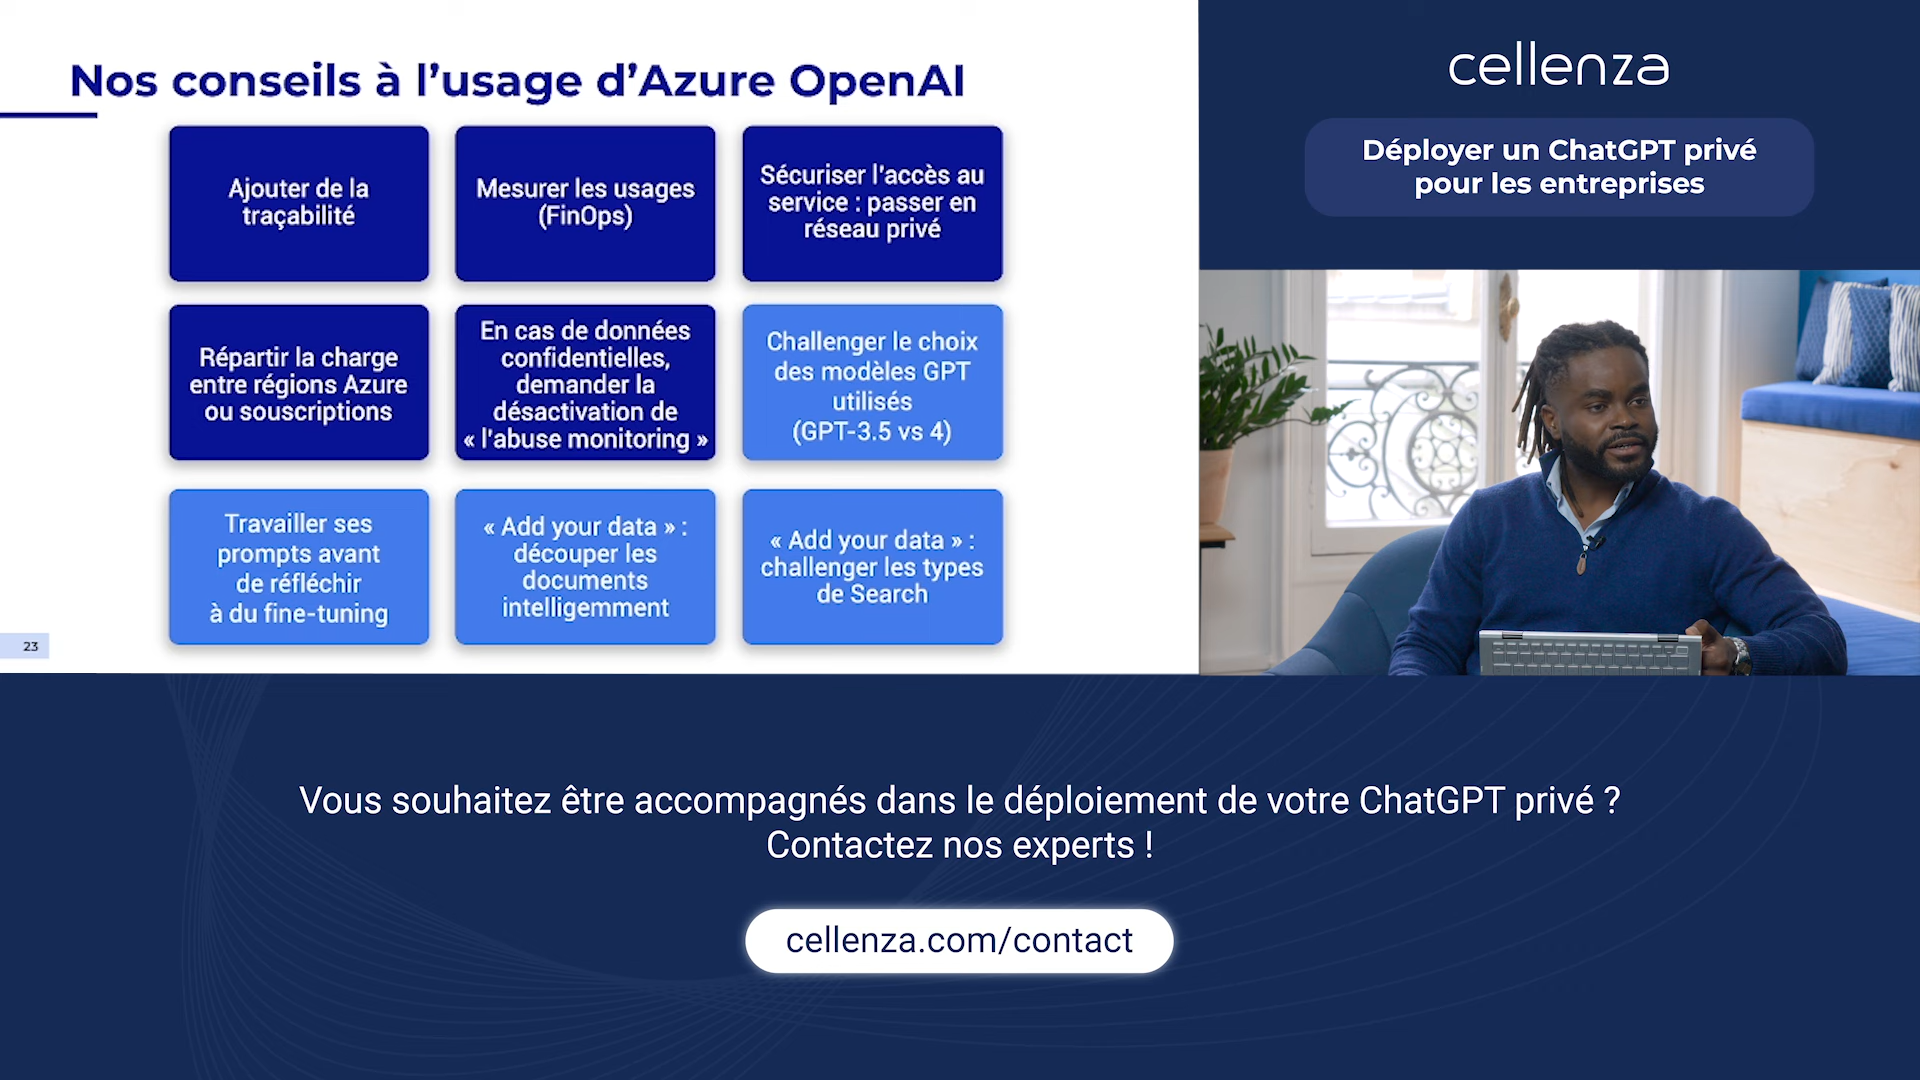 Nos conseils à l’usage d’Azure OpenAI
Ajouter de la
traçabilité
Mesurer les usages
(FinOps)
Sécuriser l'accès au
service : passer en
réseau privé
Répartir la charge
entre régions Azure
ou souscriptions
En cas de données
confidentielles,
demander la
désactivation de
« l'abuse monitoring »
Challenger le choix
des modèles GPT
utilisés
(GPT-3.5 vs 4)
Travailler ses
prompts avant
de réfléchir
à du fine-tuning
« Add your data » :
découper les
documents
intelligemment
« Add your data » :
challenger les types
de Search
23
cellenza
Déployer un ChatGPT privé
pour les entreprises
Vous souhaitez être accompagnés dans le déploiement de votre ChatGPT privé ?
Contactez nos experts !
cellenza.com/contact